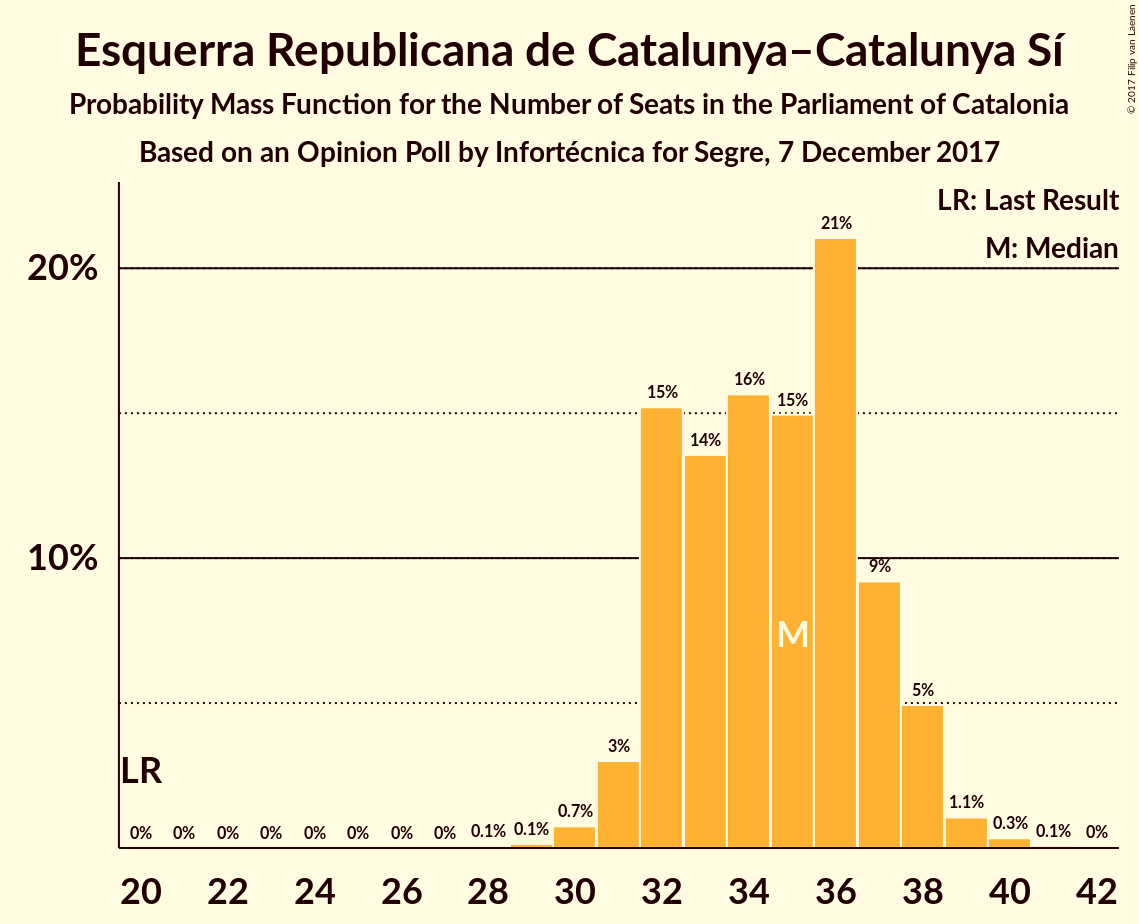 Esquerra Republicana de Catalunya–Catalunya Sí
Probability Mass Function for the Number of Seats in the Parliament of Catalonia
Based on an Opinion Poll by Infortécnica for Segre, 7 December 2017
© 2017 Filip van Laenen
LR: Last Result
M: Median
20%
10%
LR
M
0% 0% 0% 0% 0% 0% 0% 0% 0.1% 0.1% 0.7% 3% 15% 14% 16% 15% 21% 9% 5% 1.1% 0.3% 0.1% 0%
20 22 24 26 28 30 32 34 36 38 40 42